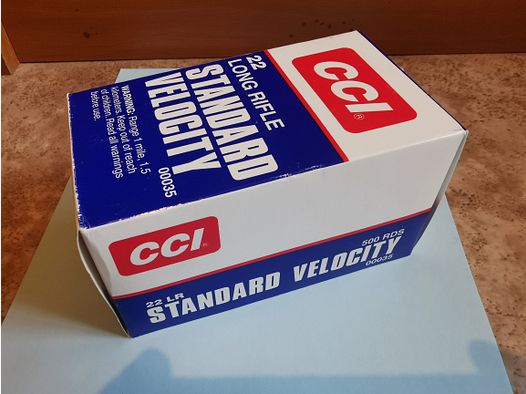 CCI®
22
LONG RIFLE
STANDARD
VELOCITY
00035
WARNING: Range 1 mile, 1.5
kilometers. Keep out of reach
of children. Read all warnings
before use.
CCI®
22 LR
500 RDS
STANDARD VELOCITY
00035